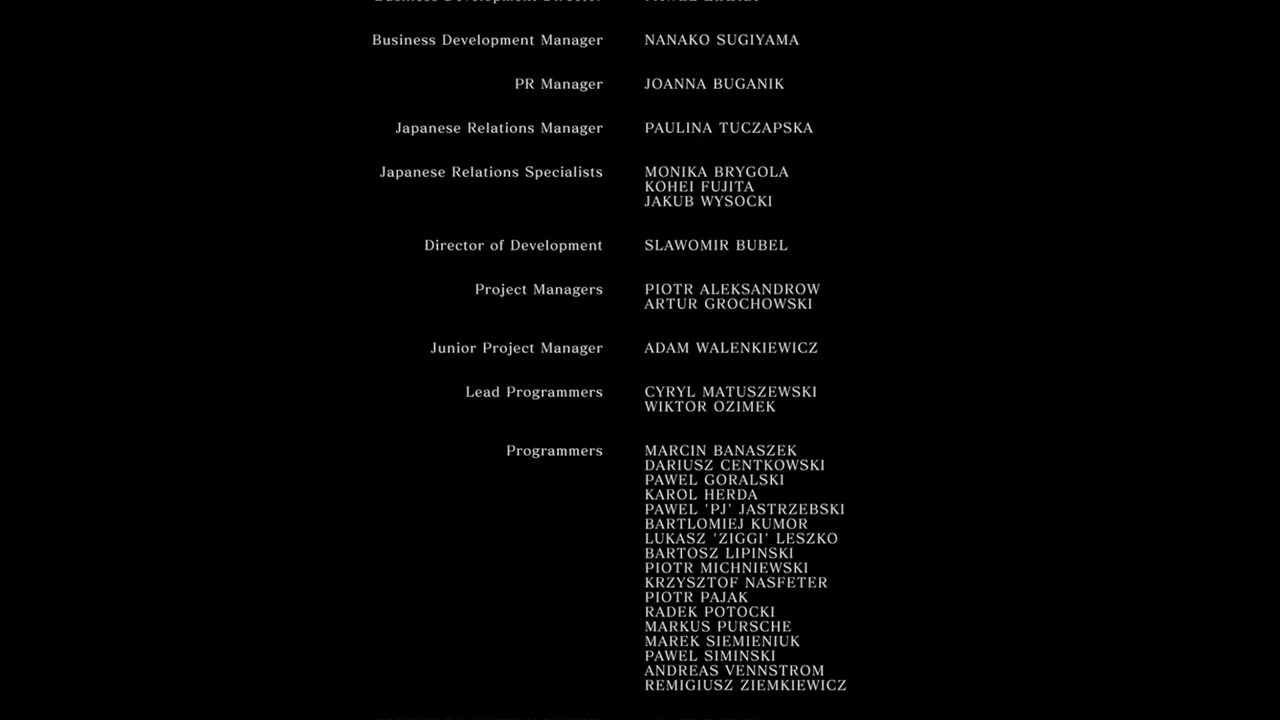 Business Development Manager NANAKO SUGIYAMA
PR Manager JOANNA BUGANIK
Japanese Relations Manager PAULINA TUCZAPSKA
Japanese Relations Specialists MONIKA BRYGOLA
KOHEI FUJITA
JAKUB WYSOCKI
Director of Development SLAWOMIR BUBEL
Project Managers PIOTR ALEKSANDROW
ARTUR GROCHOWSKI
Junior Project Manager ADAM WALENKIEWICZ
Lead Programmers CYRYL MATUSZEWSKI
WIKTOR OZIMEK
Programmers MARCIN BANASZEK
DARIUSZ CENTKOWSKI
PAWEL GORALSKI
KAROL HERDA
PAWEL 'PJ' JASTRZEBSKI
BARTLOMIEJ KUMOR
LUKASZ 'ZIGGI' LESZKO
BARTOSZ LIPINSKI
PIOTR MICHNIEWSKI
KRZYSZTOF NASFETER
PIOTR PAJAK
RADEK POTOCKI
MARKUS PURSCHE
MAREK SIEMIENIUK
PAWEL SIMINSKI
ANDREAS VENNSTROM
REMIGIUSZ ZIEMKIEWICZ